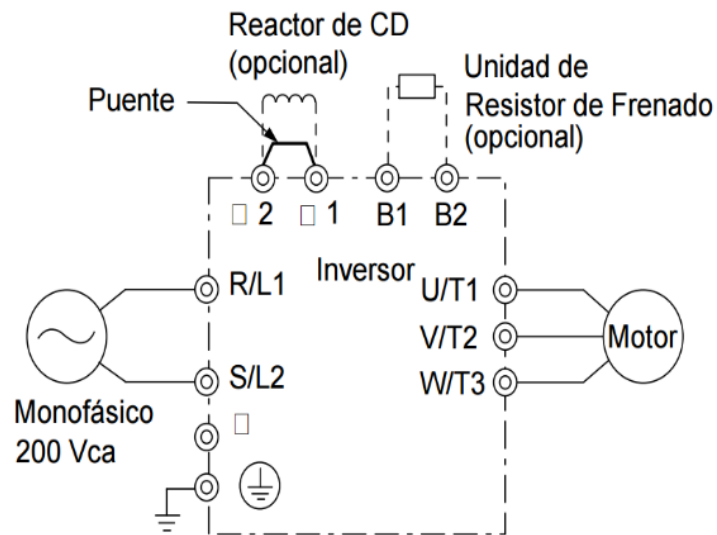 Reactor de CD
(opcional)
Puente
Unidad de
Resistor de Frenado
(opcional)
□ 2
□ 1
B1
B2
R/L1
Inversor
U/T1
V/T2
Motor
S/L2
W/T3
Monofásico
200 Vca
□